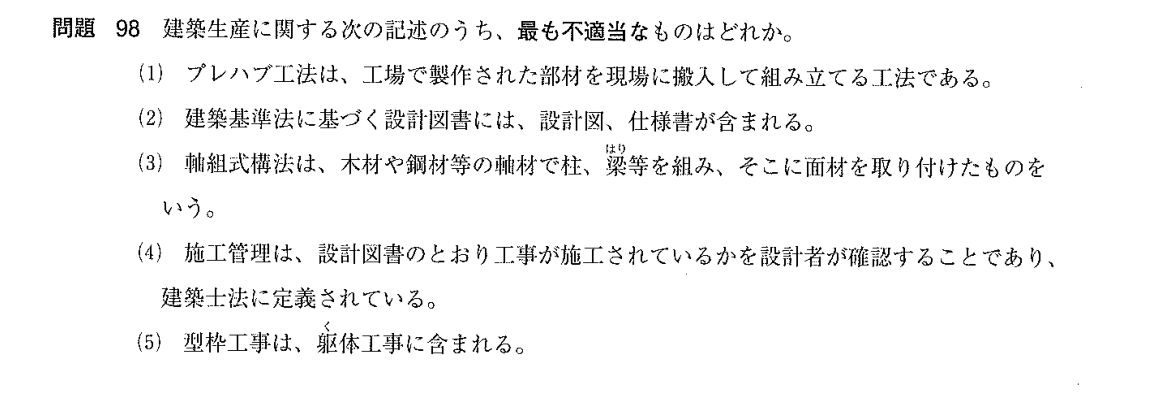 問題 98 建築生産に関する次の記述のうち、最も不適当なものはどれか。
(1) プレハブ工法は、工場で製作された部材を現場に搬入して組み立てる工法である。
(2) 建築基準法に基づく設計図書には、設計図、仕様書が含まれる。
はり
(3) 軸組式構法は、木材や鋼材等の軸材で柱、梁等を組み、そこに面材を取り付けたものを
いう。
(4) 施工管理は、設計図書のとおり工事が施工されているかを設計者が確認することであり、
建築士法に定義されている。
く
(5) 型枠工事は、躯体工事に含まれる。